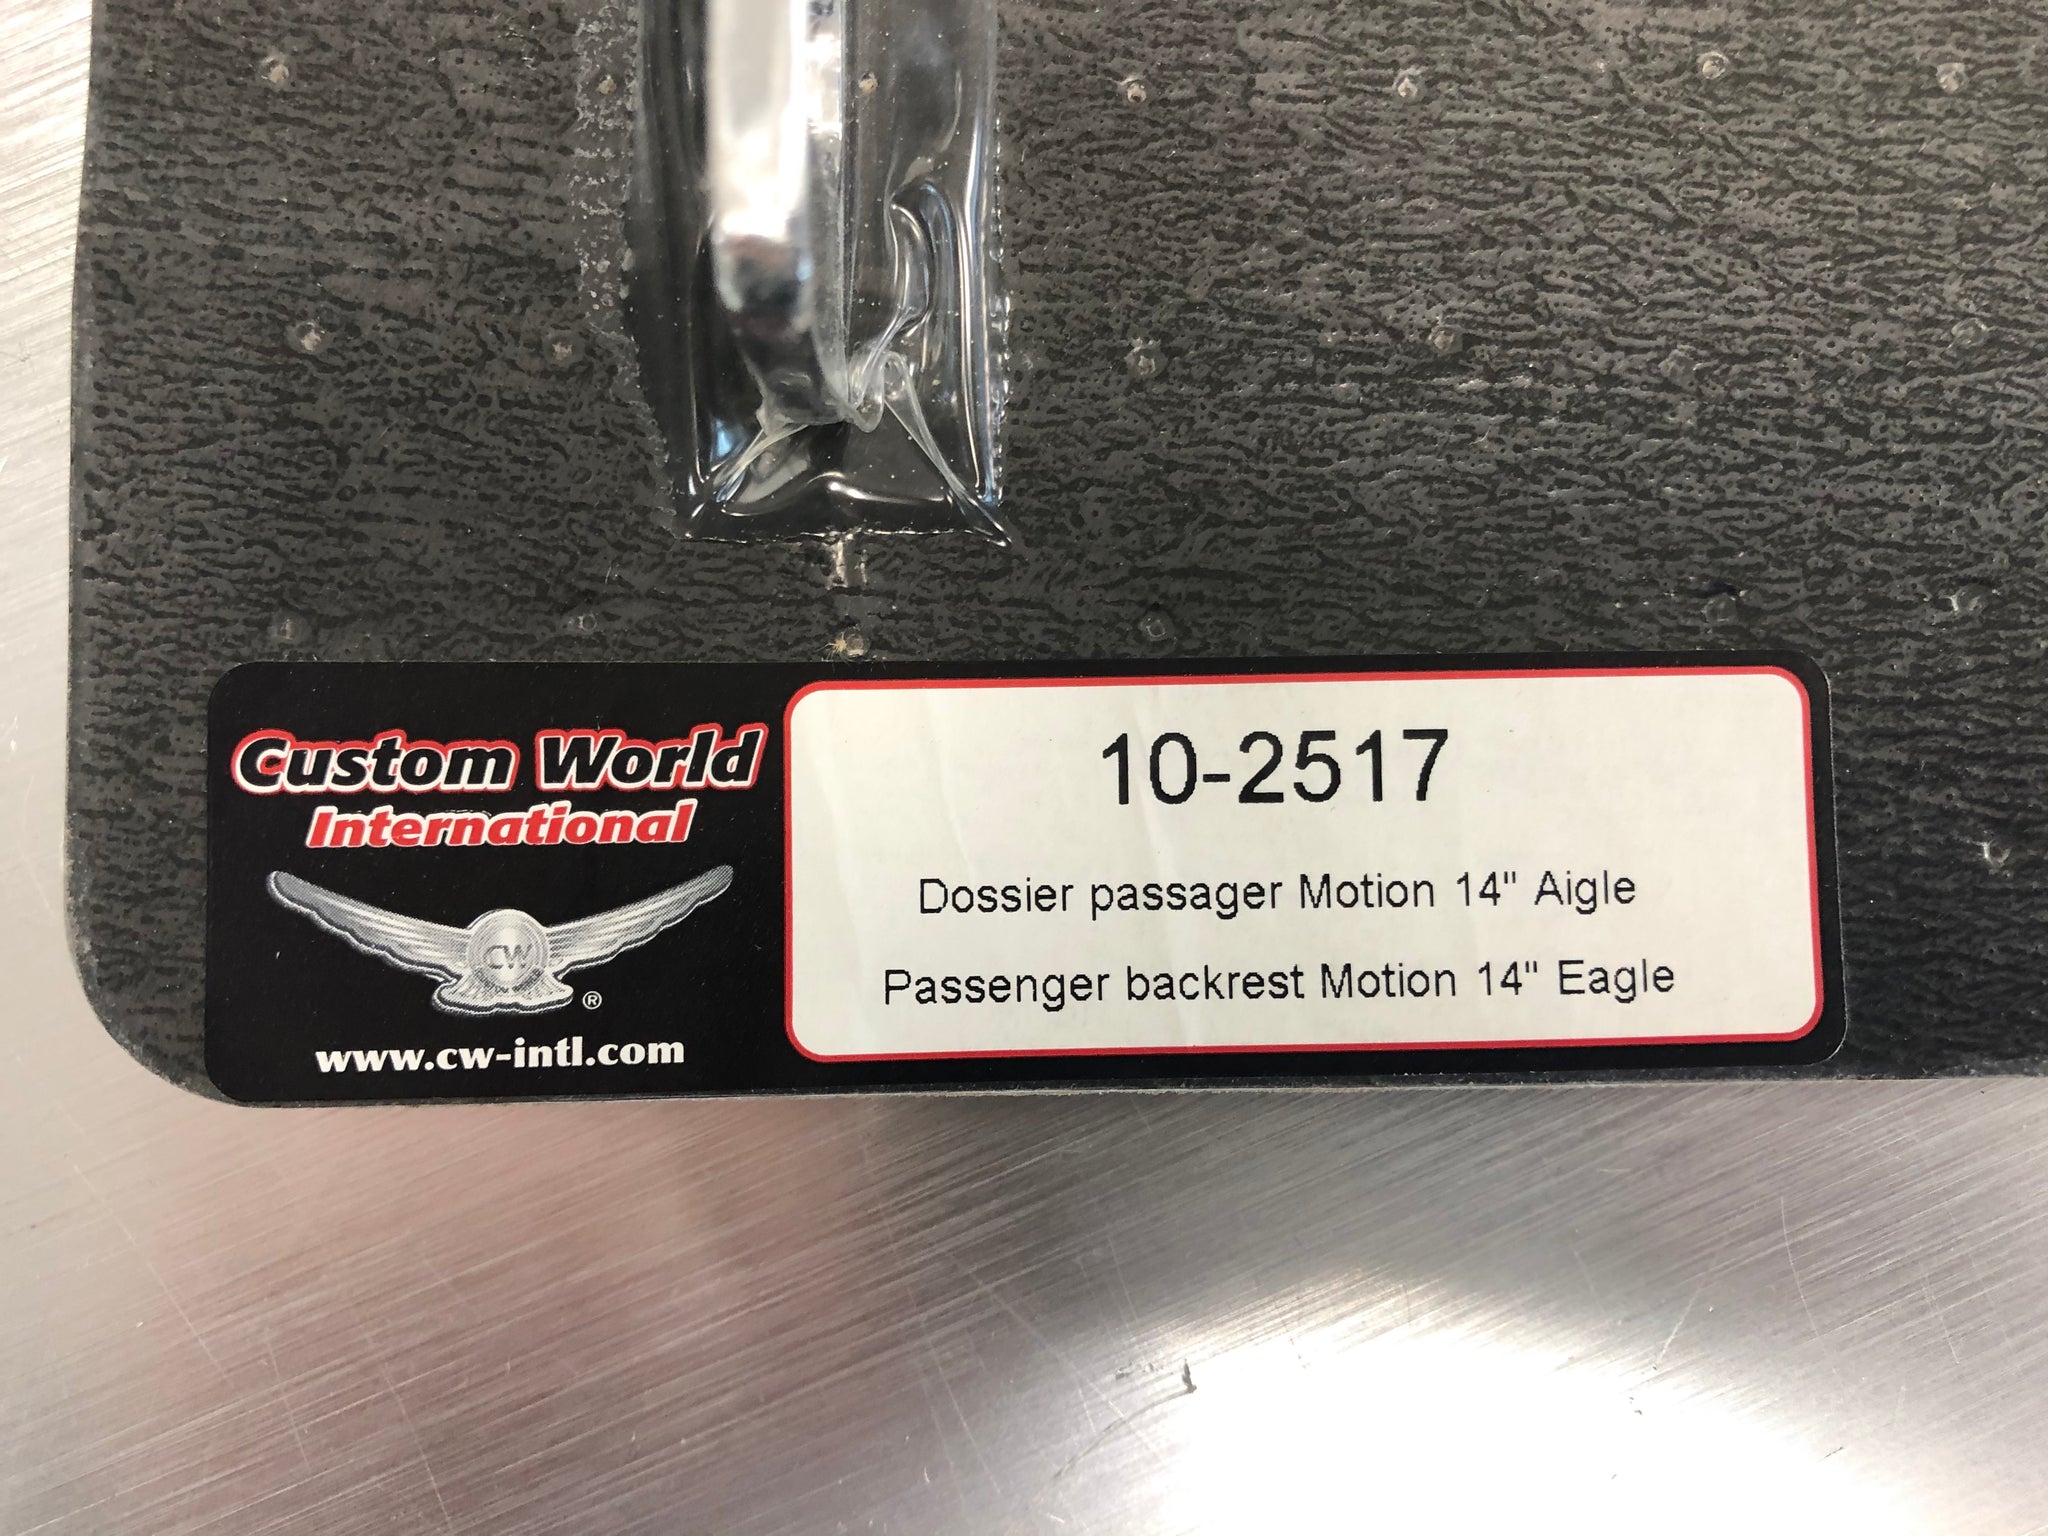 Custom World
International
CW
®
www.cw-intl.com
10-2517
Dossier passager Motion 14" Aigle
Passenger backrest Motion 14" Eagle